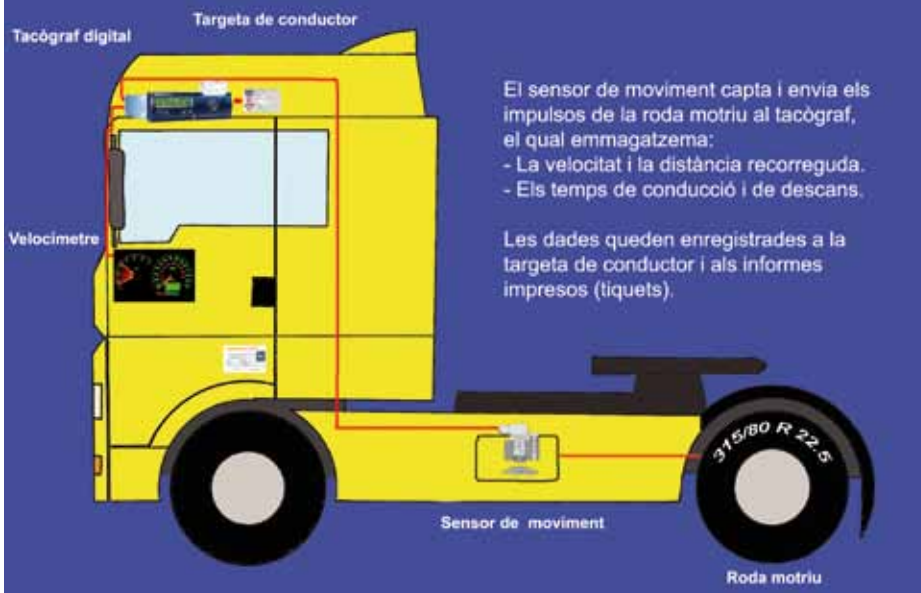 Targeta de conductor
Tacògraf digital
El sensor de moviment capta i envia els
impulsos de la roda motriu al tacògraf,
el qual emmagatzema:
- La velocitat i la distància recorreguda.
- Els temps de conducció i de descans.
Velocímetre
Les dades queden enregistrades a la
targeta de conductor i als informes
impresos (tiquets).
315/80 R 22.5
Sensor de moviment
Roda motriu